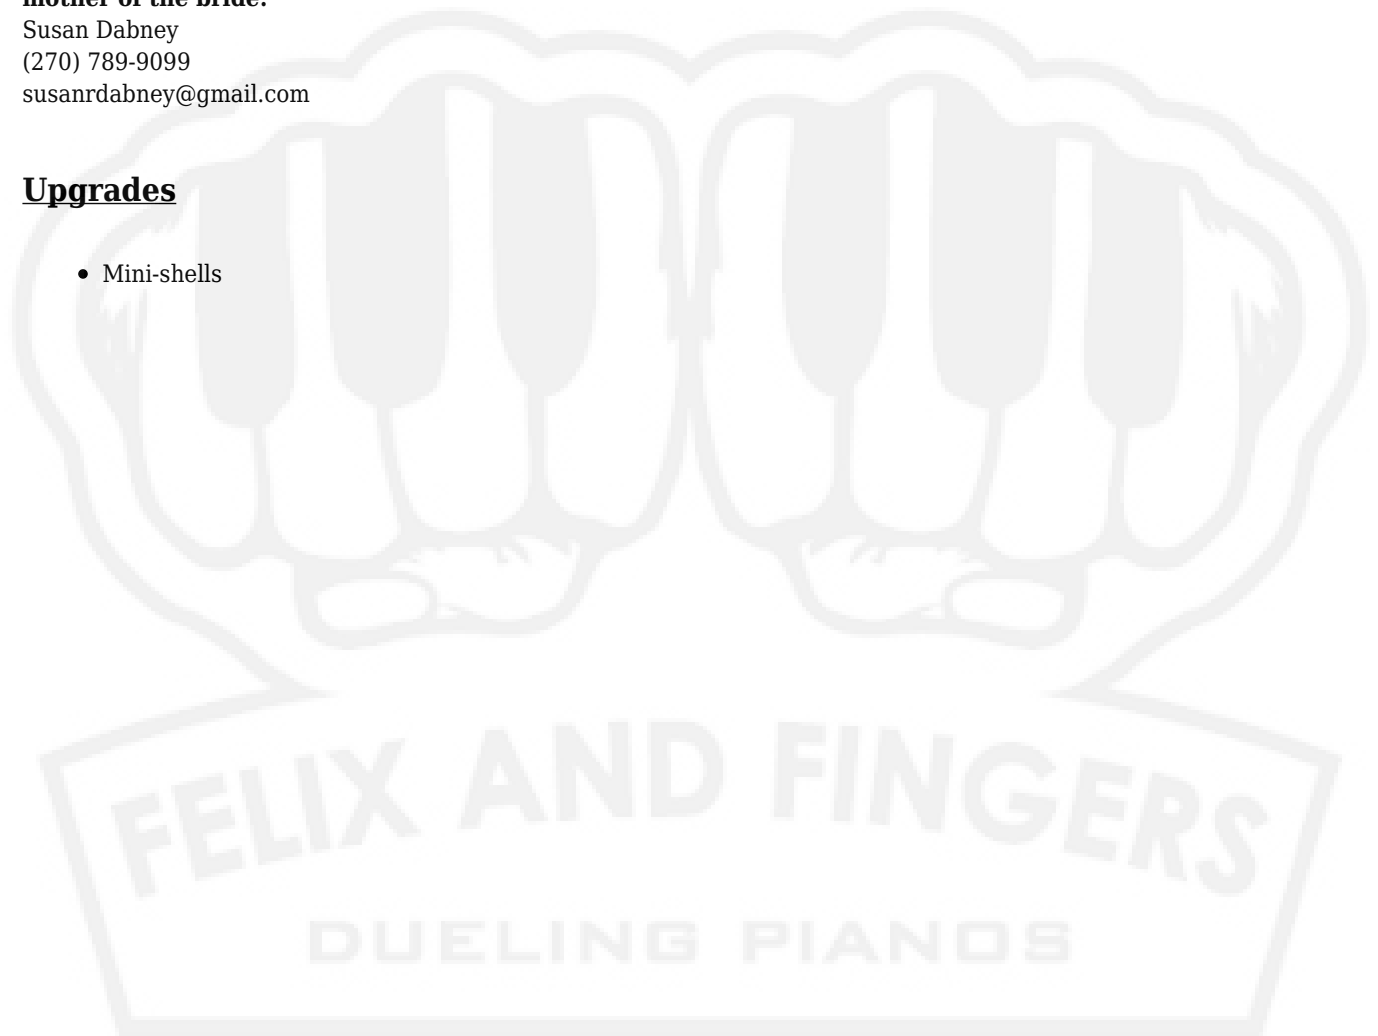 mother of the bride:
Susan Dabney
(270) 789-9099
susanrdabney@gmail.com
Upgrades
Mini-shells
FELIX AND FINGERS
DUELING PIANOS